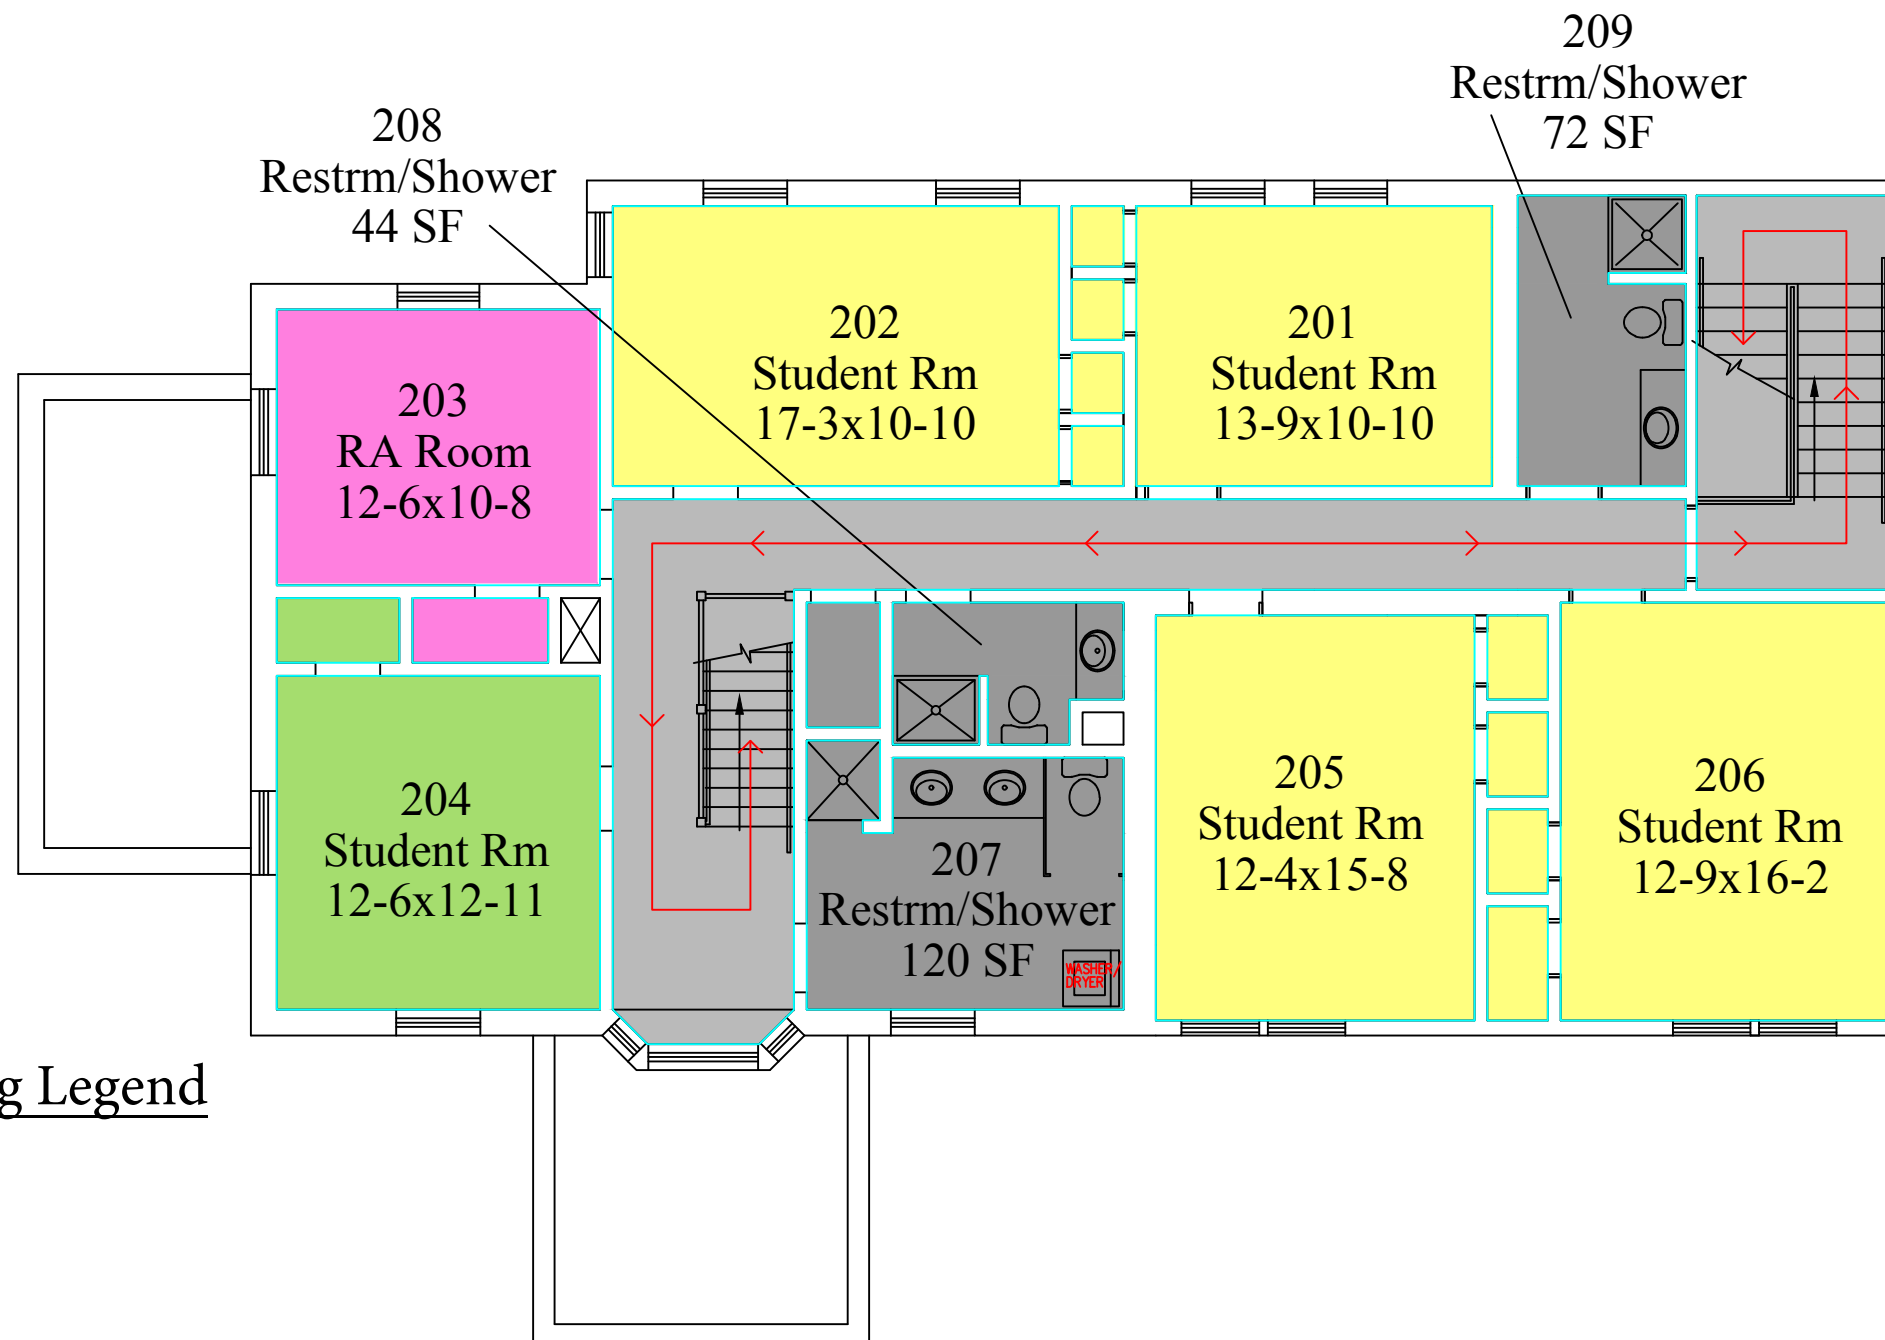 209
Restrm/Shower
72 SF
208
Restrm/Shower
44 SF
202
Student Rm
17-3x10-10
201
Student Rm
13-9x10-10
203
RA Room
12-6x10-8
204
Student Rm
12-6x12-11
207
Restrm/Shower
120 SF
WASHER/
DRYER
205
Student Rm
12-4x15-8
206
Student Rm
12-9x16-2
g Legend